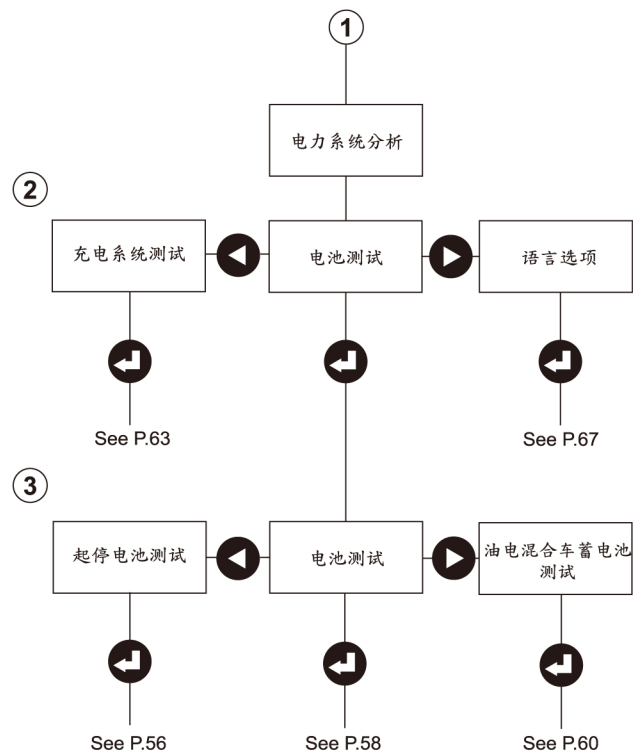 1
电力系统分析
2
充电系统测试
电池测试
语言选项
See P.63
See P.67
3
起停电池测试
电池测试
油电混合车蓄电池
测试
See P.56
See P.58
See P.60